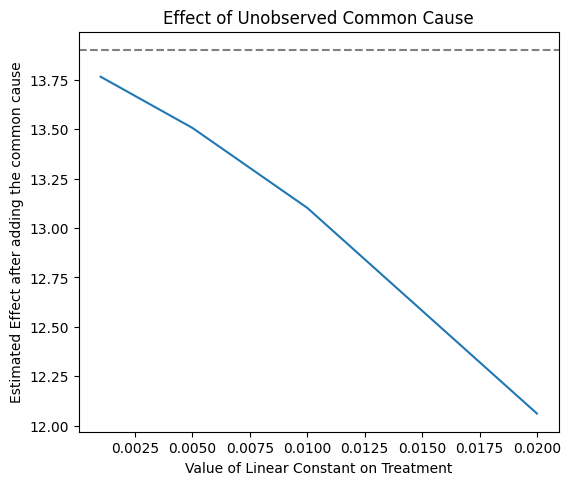 Effect of Unobserved Common Cause
Estimated Effect after adding the common cause
13.75
13.50
13.25
13.00
12.75
12.50
12.25
12.00
0.0025 0.0050 0.0075 0.0100 0.0125 0.0150 0.0175 0.0200
Value of Linear Constant on Treatment